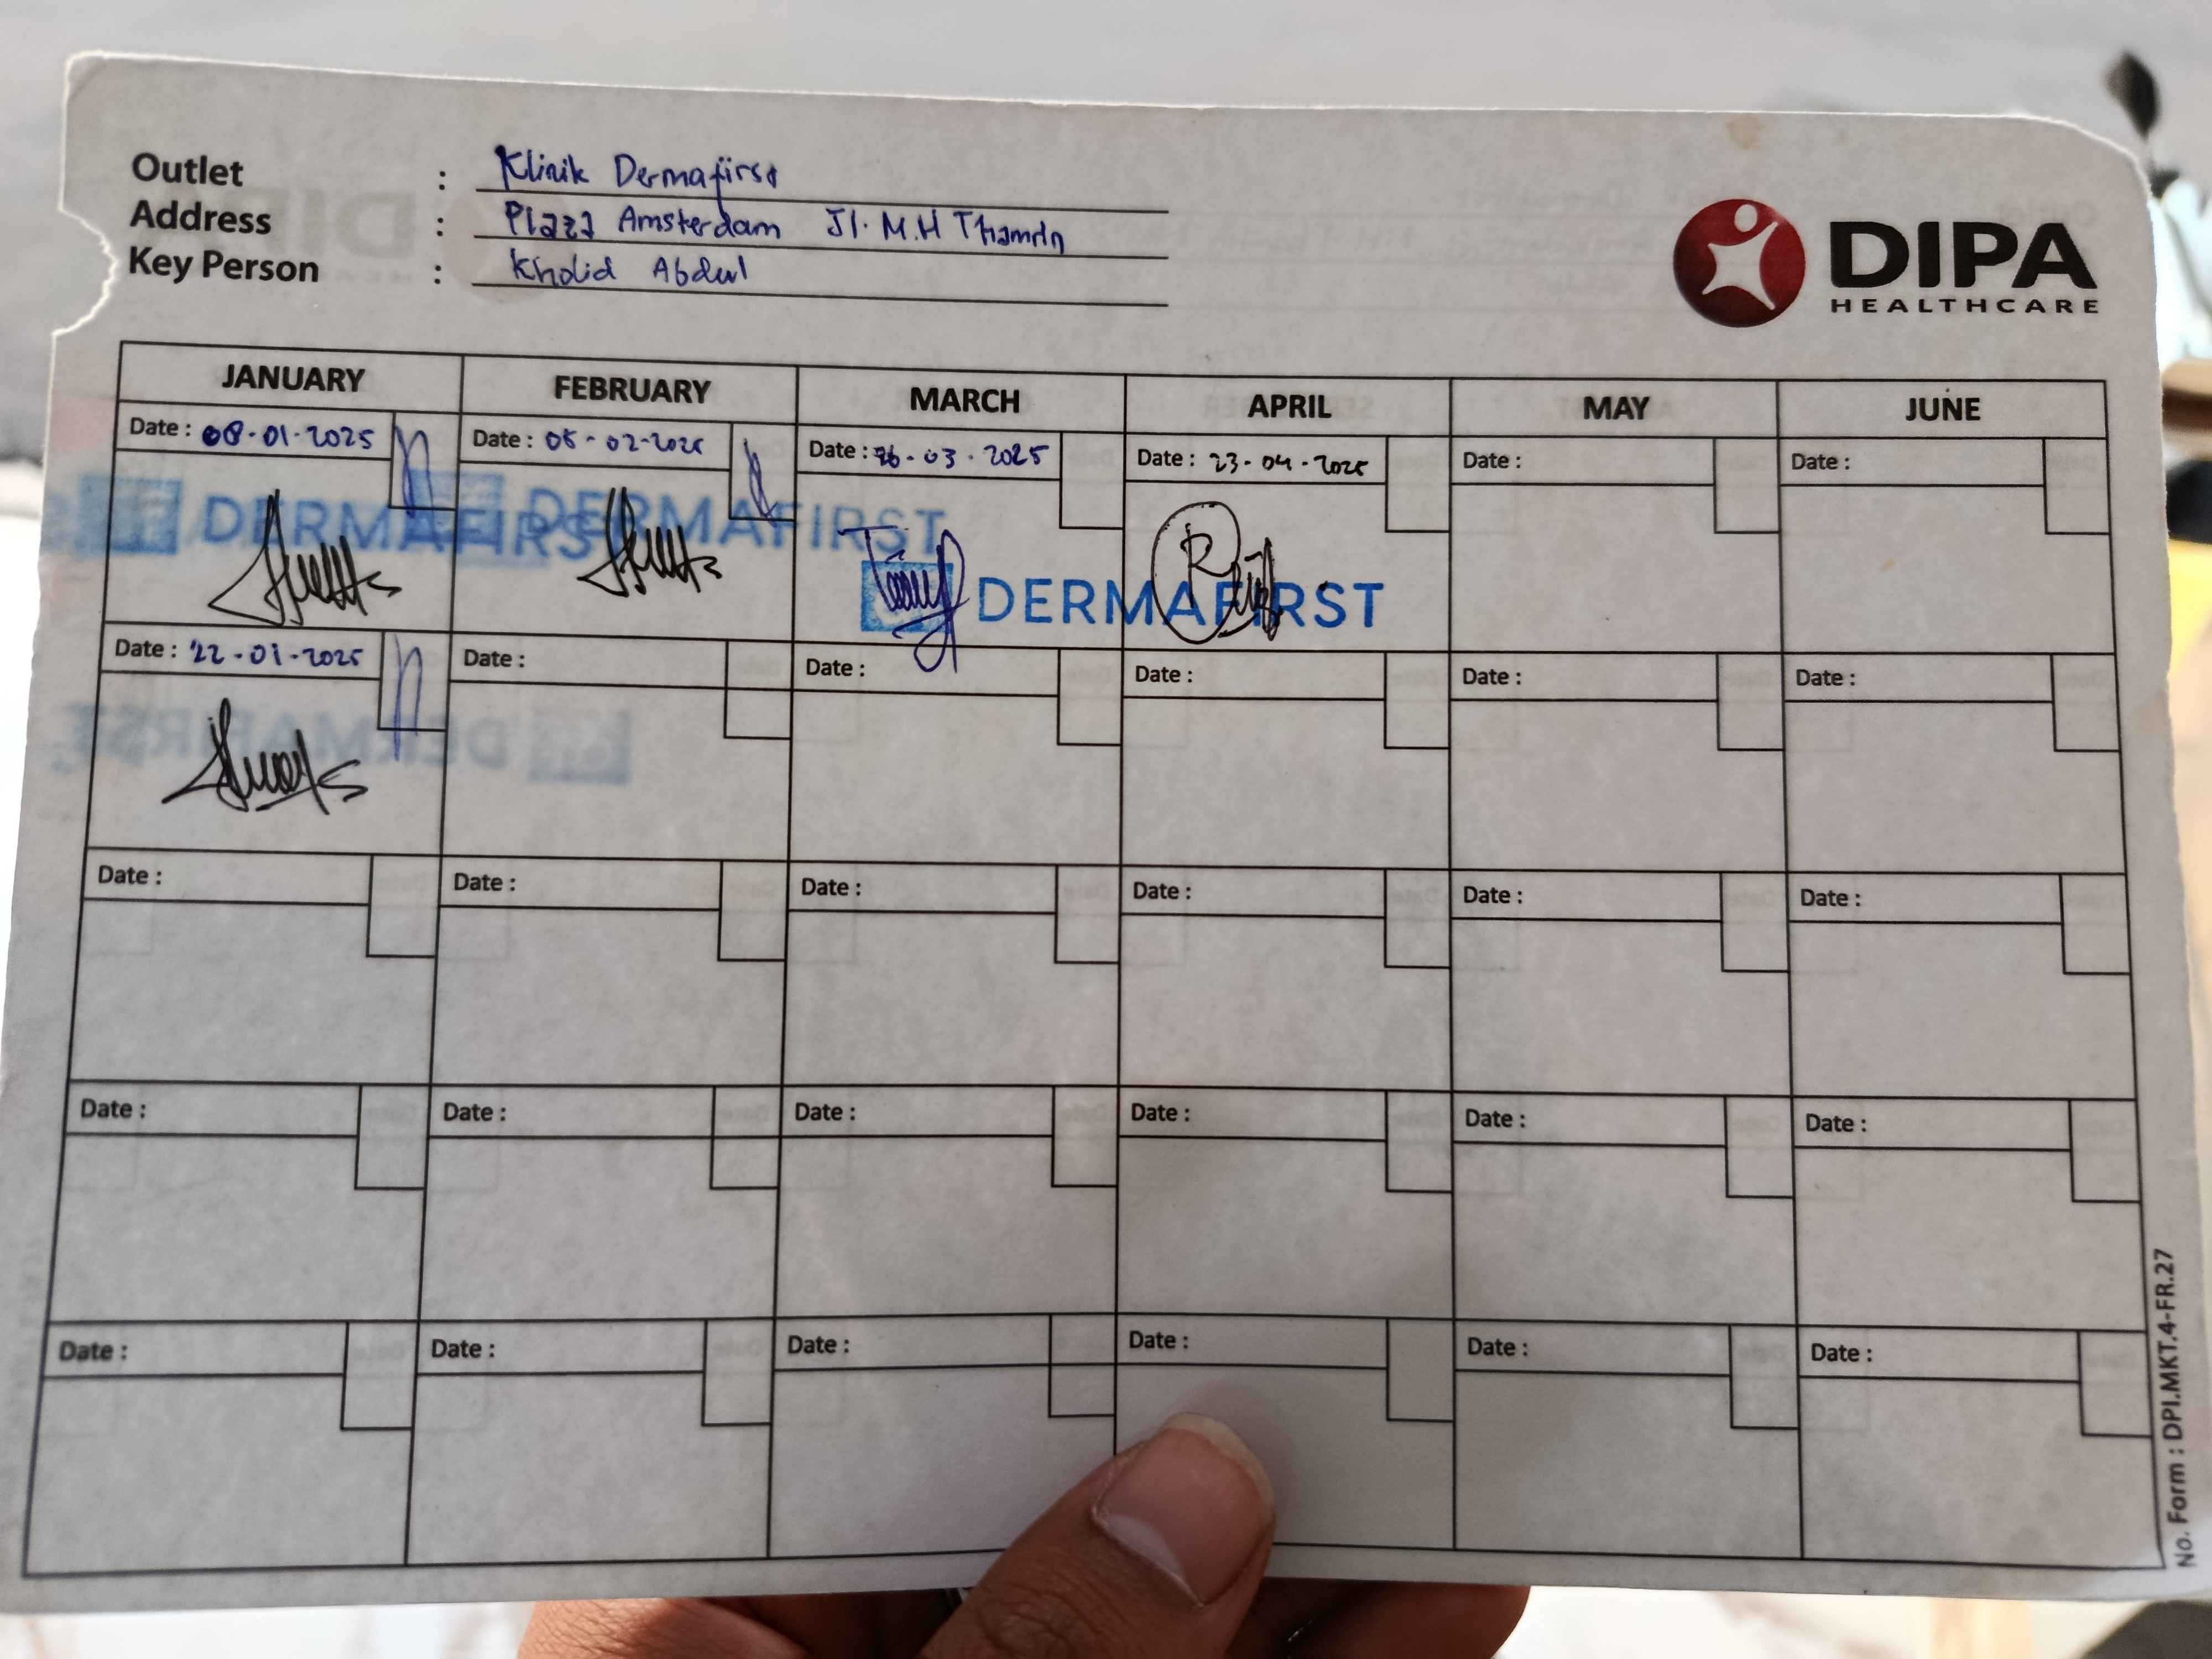 Outlet : Klinik Dermafirst
Address : Plaza Amsterdam Jl. M.H Thamrin
Key Person : Kholid Abdul
DIPA
HEALTHCARE
JANUARY FEBRUARY MARCH APRIL MAY JUNE
Date : 08-01-2025 Date : 05-02-2025 Date : 26-03-2025 Date : 23-04-2025 Date : Date :
DERMAFIRST DERMAFIRST
DERMAFIRST
Date : 22-01-2025 Date : Date : Date : Date : Date :
DERMAFIRST
Date : Date : Date : Date : Date : Date :
Date : Date : Date : Date : Date : Date :
Date : Date : Date : Date : Date : Date :
No. Form : DPI.MKT.4-FR.27